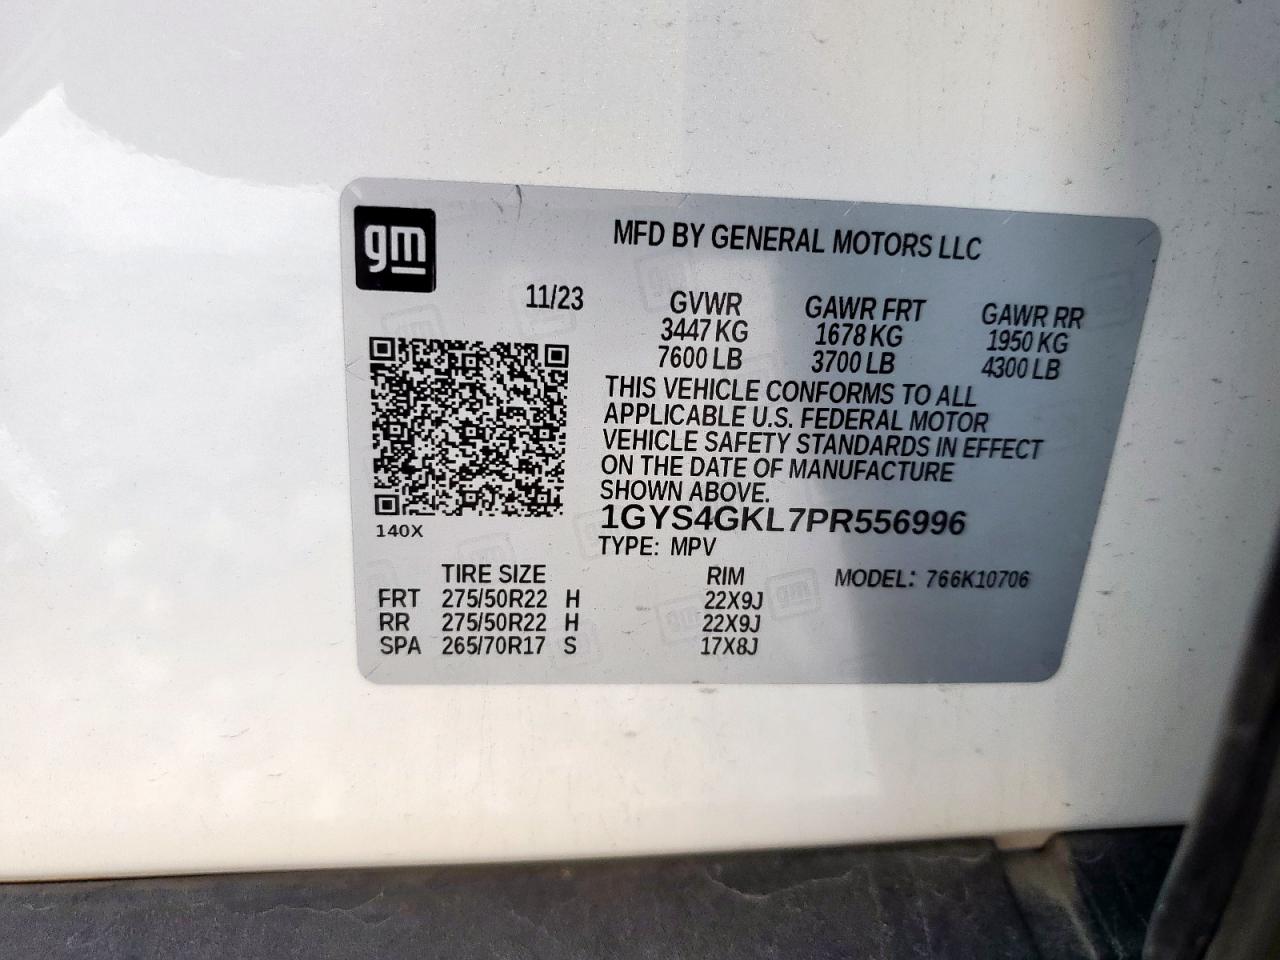 gm
MFD BY GENERAL MOTORS LLC
11/23
GVWR GAWR FRT GAWR RR
3447 KG 1678 KG 1950 KG
7600 LB 3700 LB 4300 LB
THIS VEHICLE CONFORMS TO ALL
APPLICABLE U.S. FEDERAL MOTOR
VEHICLE SAFETY STANDARDS IN EFFECT
ON THE DATE OF MANUFACTURE
SHOWN ABOVE.
1GYS4GKL7PR556996
140X
TYPE: MPV
TIRE SIZE RIM MODEL: 766K10706
FRT 275/50R22 H 22X9J
RR 275/50R22 H 22X9J
SPA 265/70R17 S 17X8J